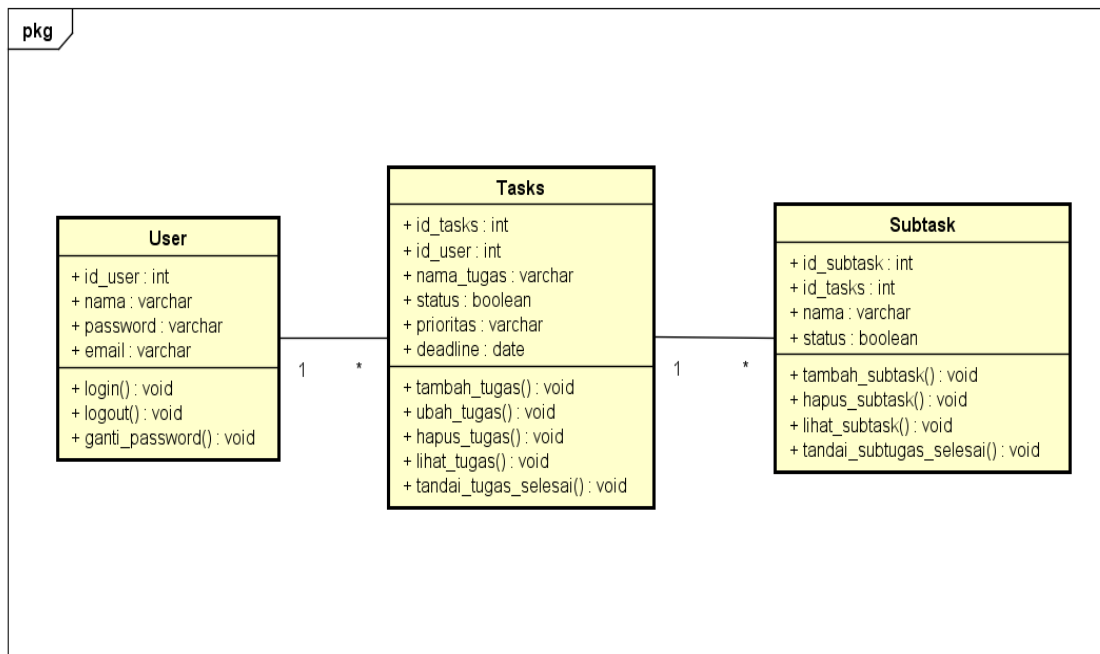 pkg
User
+ id_user : int
+ nama : varchar
+ password : varchar
+ email : varchar
+ login() : void
+ logout() : void
+ ganti_password() : void
1
*
Tasks
+ id_tasks : int
+ id_user : int
+ nama_tugas : varchar
+ status : boolean
+ prioritas : varchar
+ deadline : date
+ tambah_tugas() : void
+ ubah_tugas() : void
+ hapus_tugas() : void
+ lihat_tugas() : void
+ tandai_tugas_selesai() : void
1
*
Subtask
+ id_subtask : int
+ id_tasks : int
+ nama : varchar
+ status : boolean
+ tambah_subtask() : void
+ hapus_subtask() : void
+ lihat_subtask() : void
+ tandai_subtugas_selesai() : void